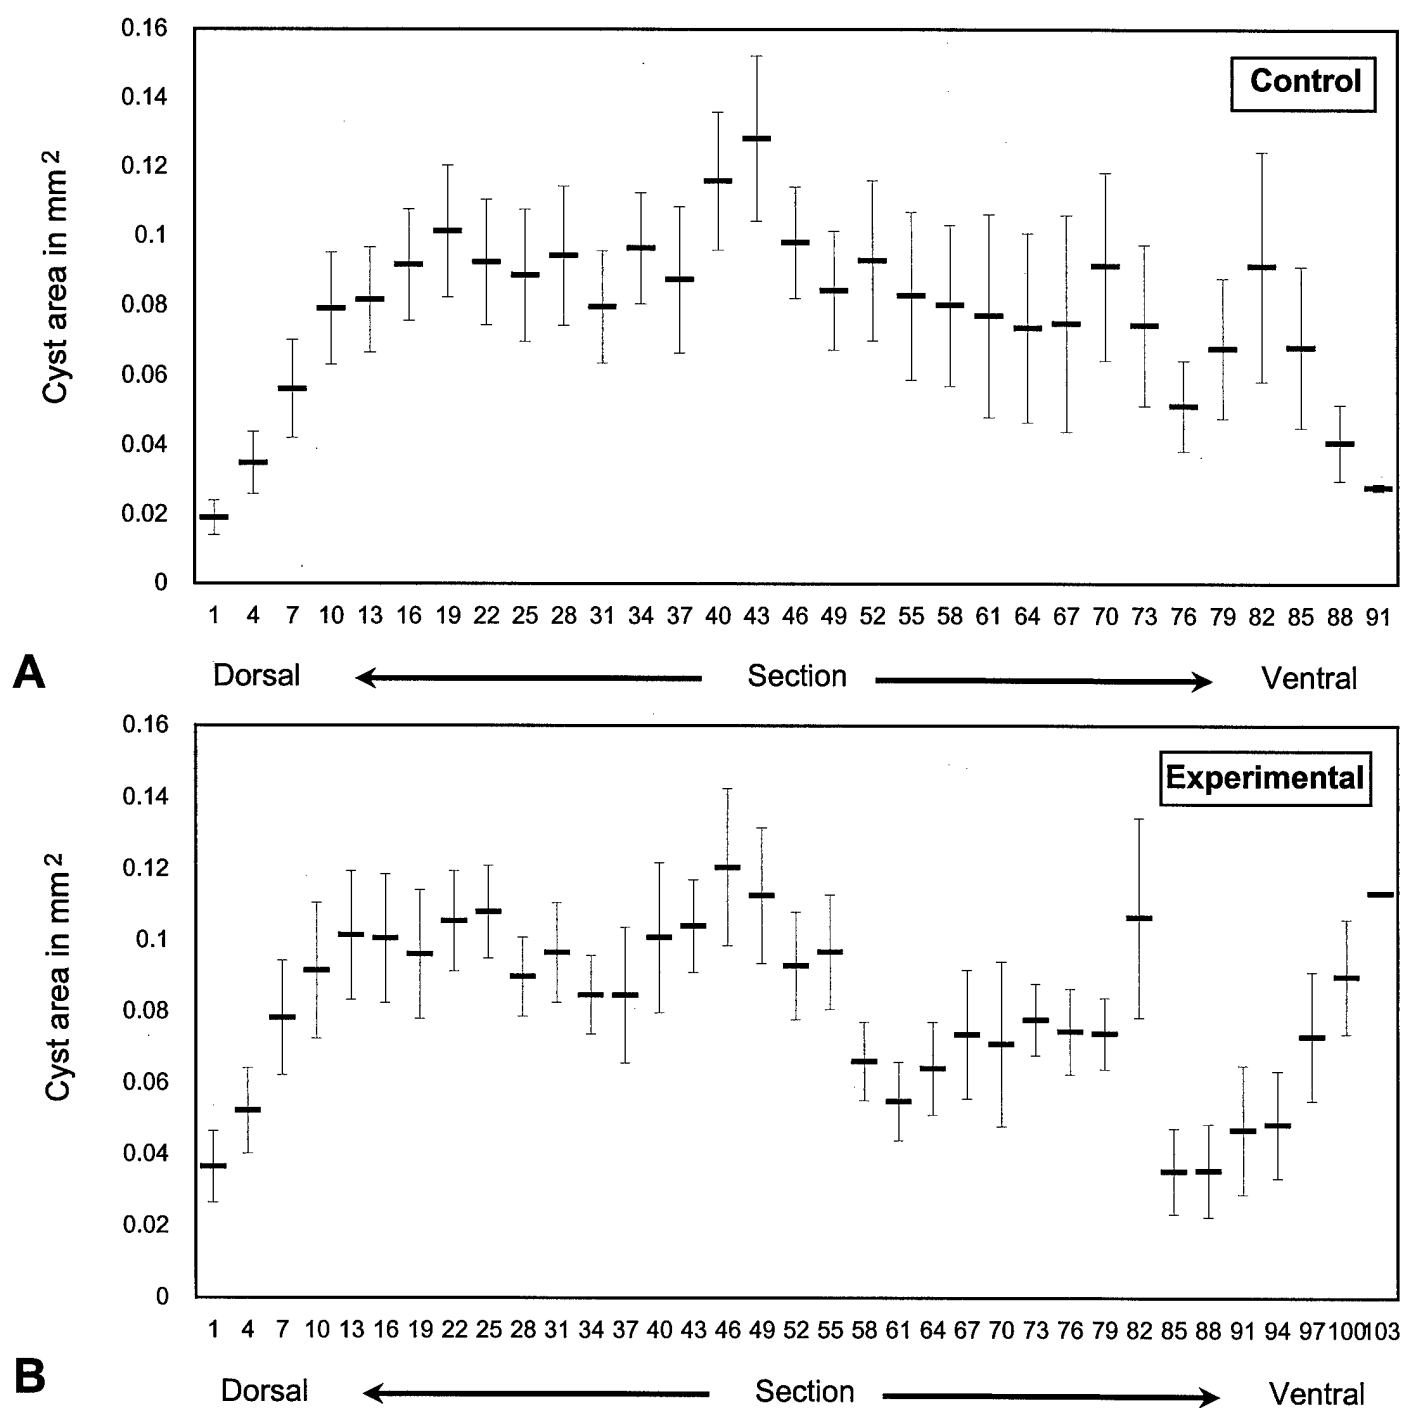 0.16
Control
0.14
0.12
0.1
0.08
0.06
0.04
0.02
0
Cyst area in mm2
1 4 7 10 13 16 19 22 25 28 31 34 37 40 43 46 49 52 55 58 61 64 67 70 73 76 79 82 85 88 91
A Dorsal Section Ventral
0.16
Experimental
0.14
0.12
0.1
0.08
0.06
0.04
0.02
0
Cyst area in mm2
1 4 7 10 13 16 19 22 25 28 31 34 37 40 43 46 49 52 55 58 61 64 67 70 73 76 79 82 85 88 91 94 97 100 103
B Dorsal Section Ventral